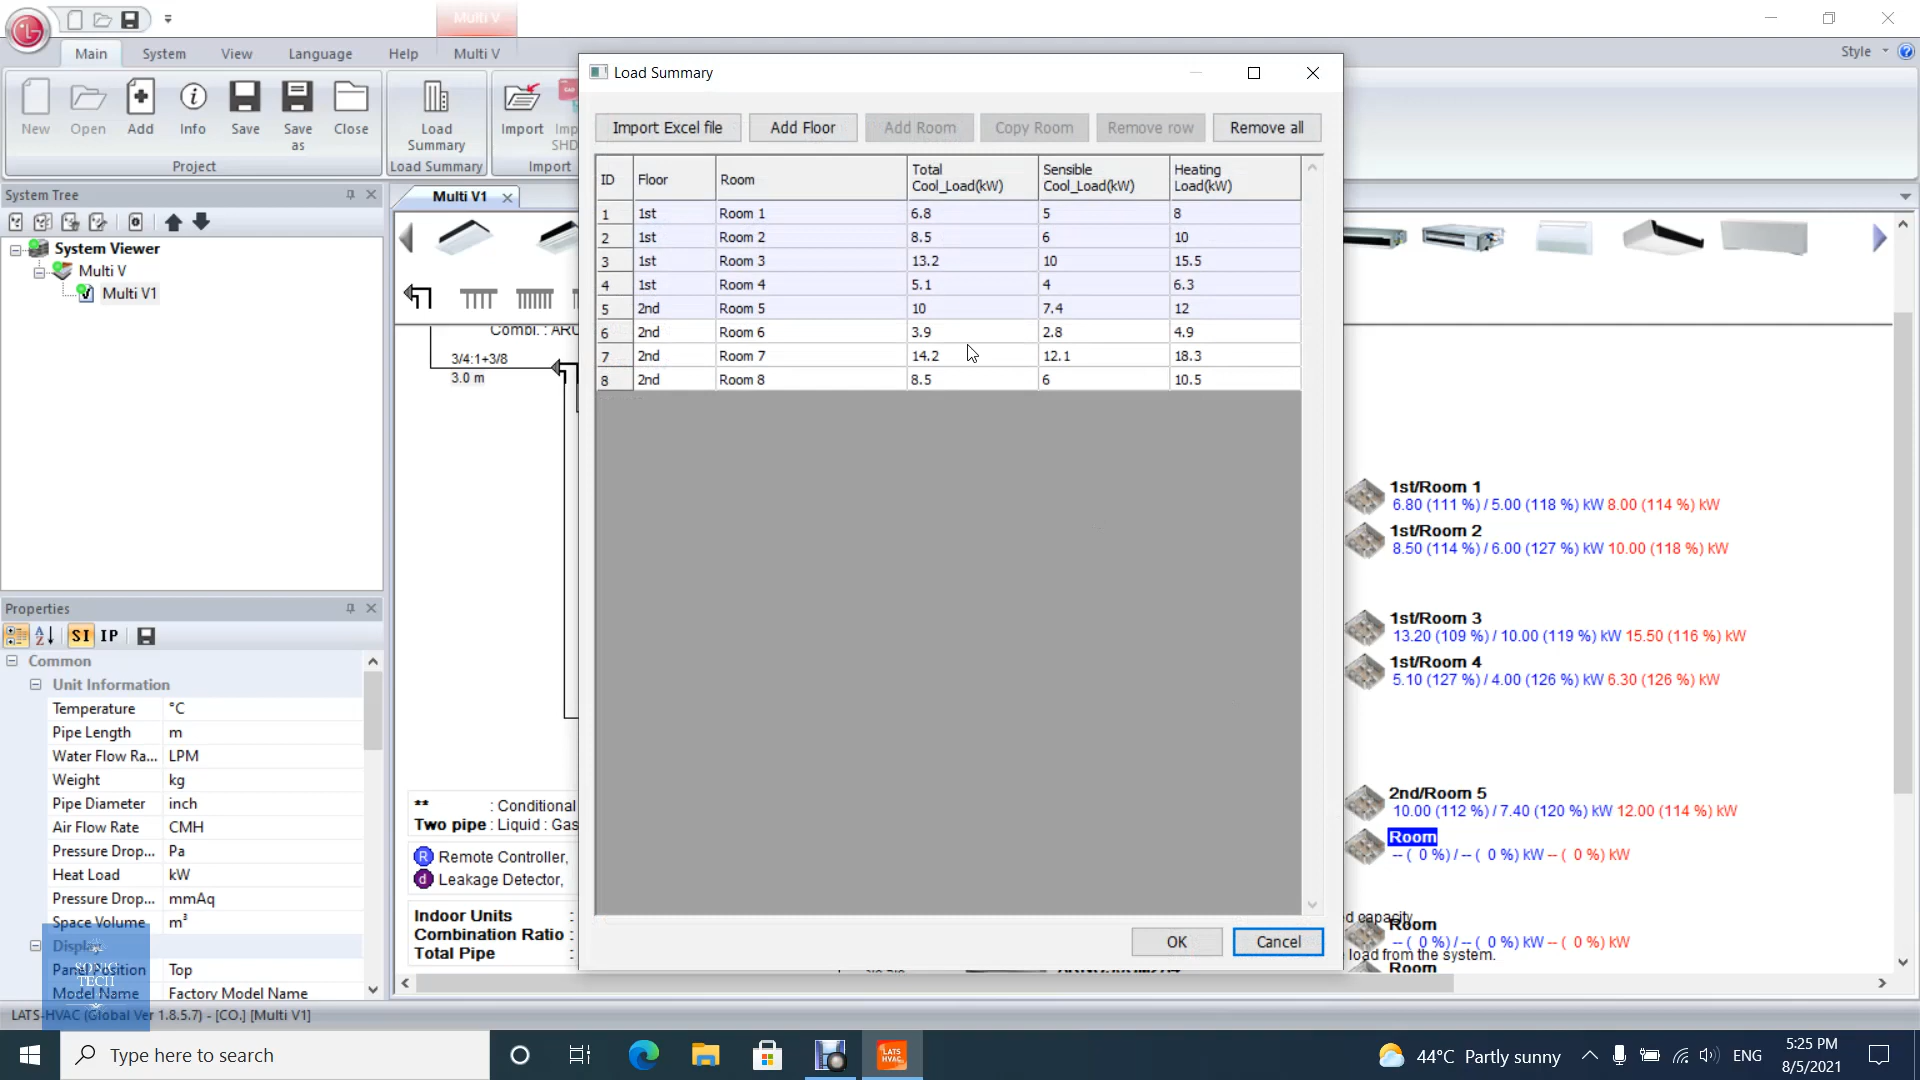 Multi V
Main System View Language Help Multi V
Style
New Open Add Info Save Save as Close
Project
Load Summary
Load Summary
Import
Import
System Tree
System Viewer
Multi V
Multi V1
Multi V1
Load Summary
Import Excel file Add Floor Add Room Copy Room Remove row Remove all
ID Floor Room Total Cool_Load(kW) Sensible Cool_Load(kW) Heating Load(kW)
1 1st Room 1 6.8 5 8
2 1st Room 2 8.5 6 10
3 1st Room 3 13.2 10 15.5
4 1st Room 4 5.1 4 6.3
5 2nd Room 5 10 7.4 12
6 2nd Room 6 3.9 2.8 4.9
7 2nd Room 7 14.2 12.1 18.3
8 2nd Room 8 8.5 6 10.5
OK Cancel
3/4:1+3/8
3.0 m
1st/Room 1
6.80 (111 %) / 5.00 (118 %) kW 8.00 (114 %) kW
1st/Room 2
8.50 (114 %) / 6.00 (127 %) kW 10.00 (118 %) kW
1st/Room 3
13.20 (109 %) / 10.00 (119 %) kW 15.50 (116 %) kW
1st/Room 4
5.10 (127 %) / 4.00 (126 %) kW 6.30 (126 %) kW
2nd/Room 5
10.00 (112 %) / 7.40 (120 %) kW 12.00 (114 %) kW
Room
-- ( 0 %) / -- ( 0 %) kW -- ( 0 %) kW
d capacity
Room
-- ( 0 %) / -- ( 0 %) kW -- ( 0 %) kW
load from the system.
Room
** : Conditional
Two pipe : Liquid : Gas
R Remote Controller,
d Leakage Detector,
Indoor Units :
Combination Ratio :
Total Pipe :
Properties
SI IP
Common
Unit Information
Temperature °C
Pipe Length m
Water Flow Ra... LPM
Weight kg
Pipe Diameter inch
Air Flow Rate CMH
Pressure Drop... Pa
Heat Load kW
Pressure Drop... mmAq
Space Volume m³
Display
Panel Position Top
Model Name Factory Model Name
SONIC
TECH
LATS-HVAC (Global Ver 1.8.5.7) - [CO.] [Multi V1]
Type here to search
LATS HVAC
44°C Partly sunny
ENG
5:25 PM
8/5/2021